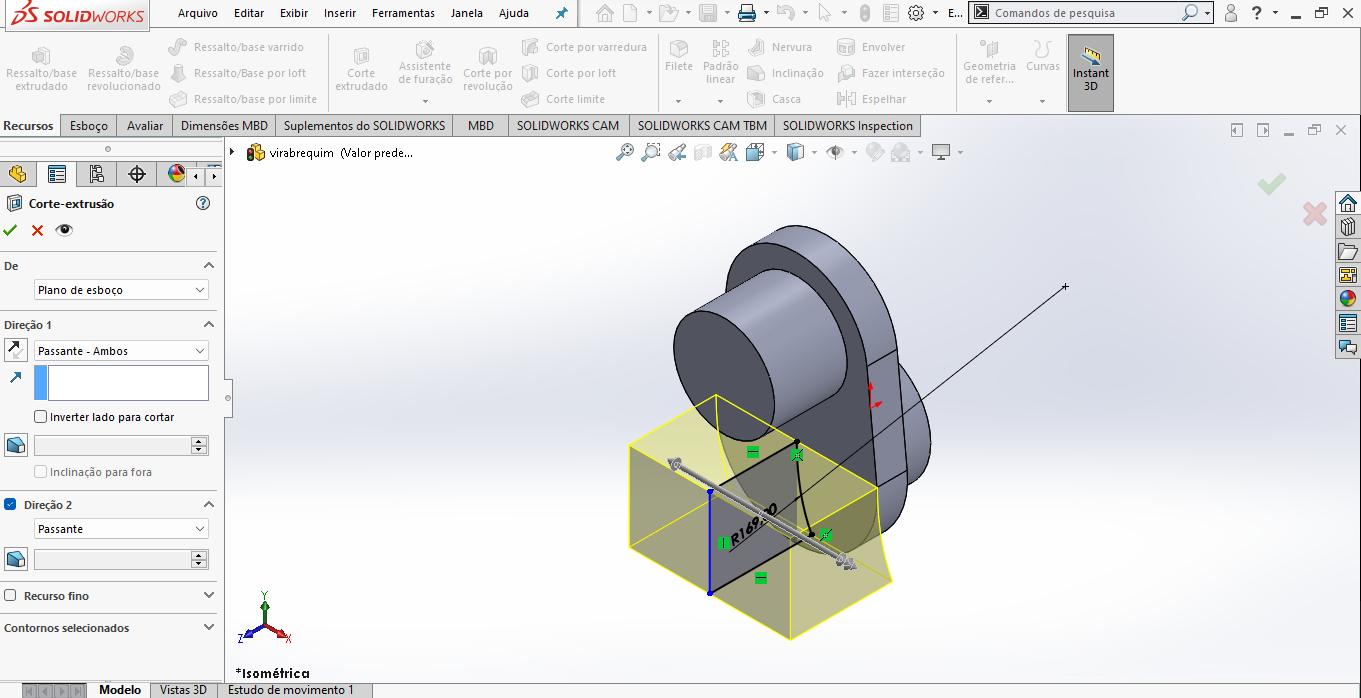 SOLIDWORKS Arquivo Editar Exibir Inserir Ferramentas Janela Ajuda E... Comandos de pesquisa ?
Ressalto/base extrudado
Ressalto/base revolucionado
Ressalto/base varrido
Ressalto/Base por loft
Ressalto/base por limite
Corte extrudado
Assistente de furação
Corte por revolução
Corte por varredura
Corte por loft
Corte limite
Filete
Padrão linear
Nervura
Inclinação
Casca
Envolver
Fazer interseção
Espelhar
Geometria de refer...
Curvas
Instant 3D
Recursos Esboço Avaliar Dimensões MBD Suplementos do SOLIDWORKS MBD SOLIDWORKS CAM SOLIDWORKS CAM TBM SOLIDWORKS Inspection
virabrequim (Valor prede...
Corte-extrusão ?
De
Plano de esboço
Direção 1
Passante - Ambos
Inverter lado para cortar
Inclinação para fora
Direção 2
Passante
Recurso fino
Contornos selecionados
R169,00
Y
Z
X
*Isométrica
Modelo Vistas 3D Estudo de movimento 1